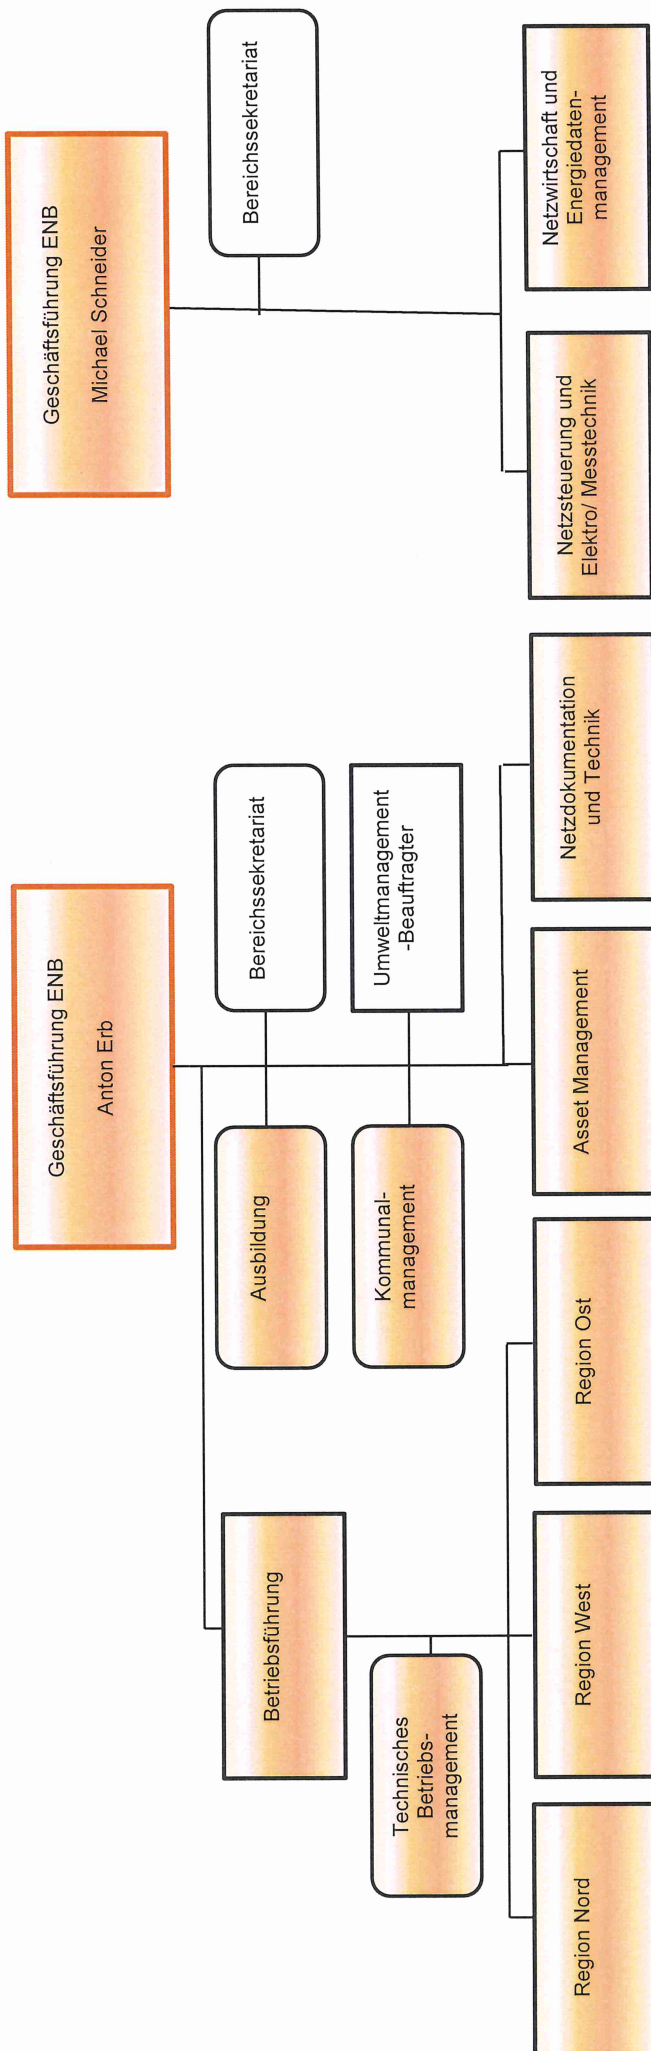 Geschäftsführung ENB
Anton Erb
Geschäftsführung ENB
Michael Schneider
Betriebsführung
Ausbildung
Bereichssekretariat
Bereichssekretariat
Technisches
Betriebs-
management
Kommunal-
management
Umweltmanagement
-Beauftragter
Region Nord
Region West
Region Ost
Asset Management
Netzdokumentation
und Technik
Netzsteuerung und
Elektro/ Messtechnik
Netzwirtschaft und
Energiedaten-
management